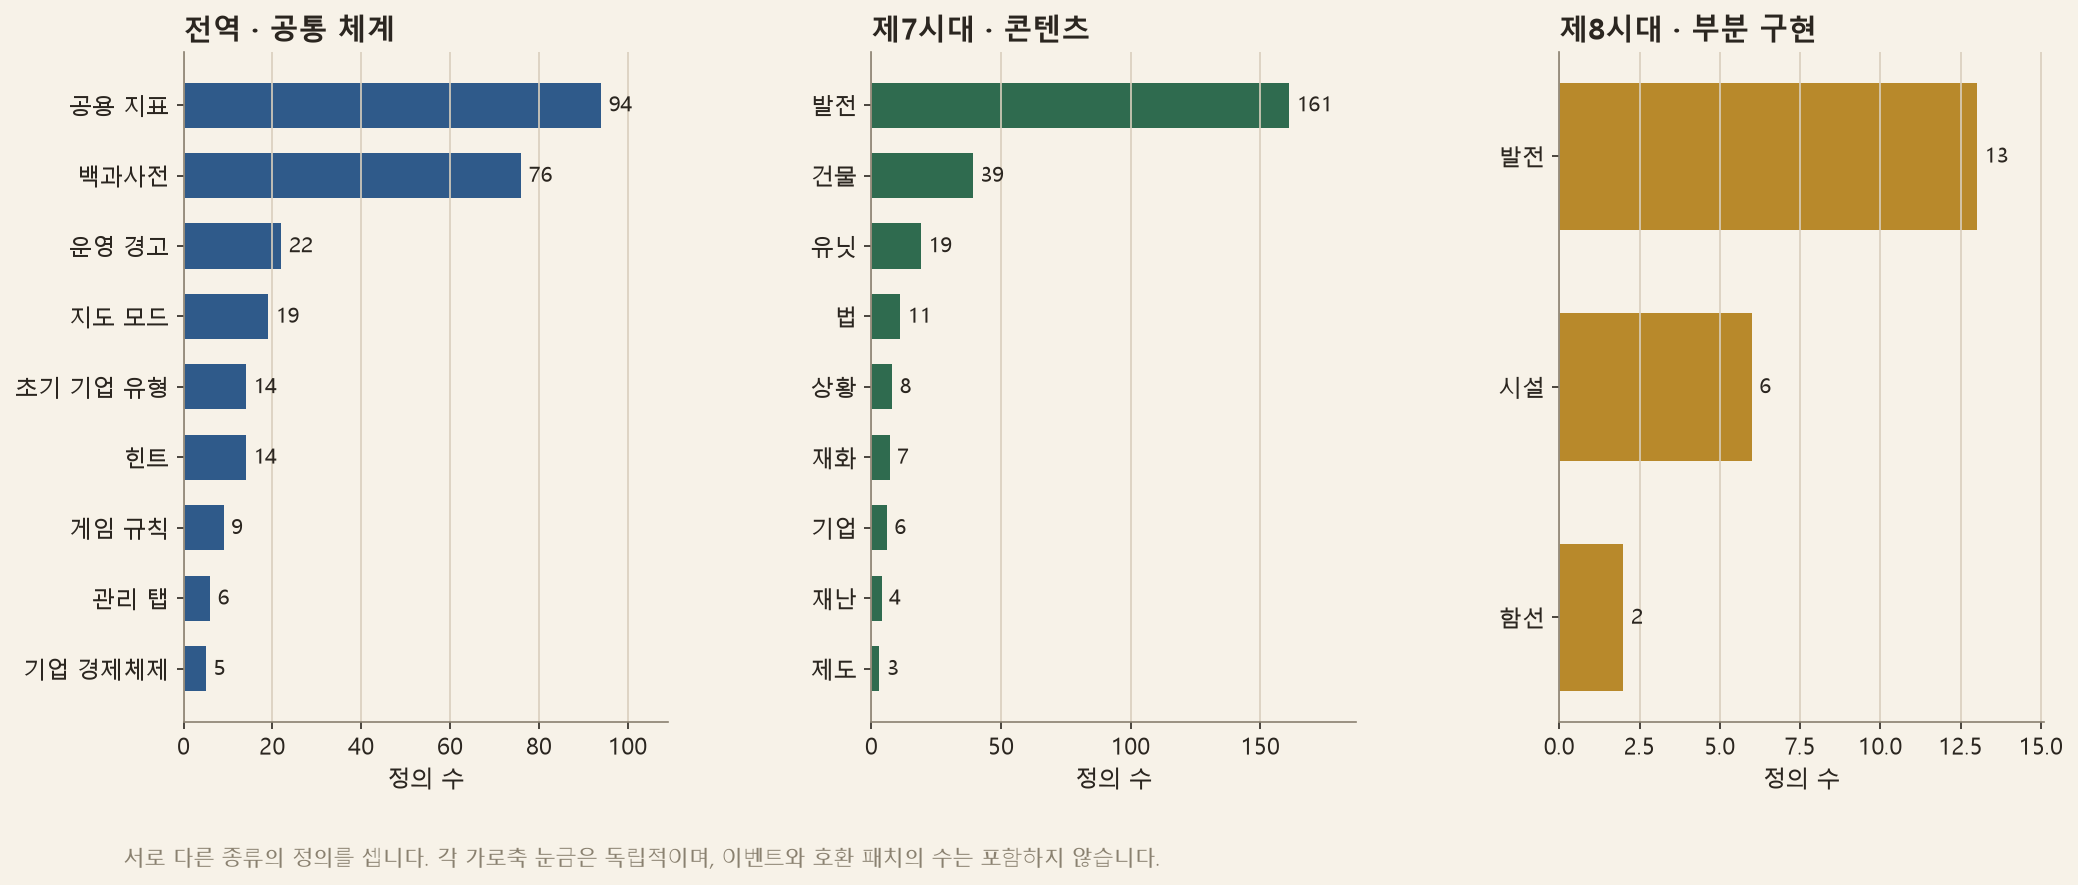 전역 · 공통 체계
공용 지표 94
백과사전 76
운영 경고 22
지도 모드 19
초기 기업 유형 14
힌트 14
게임 규칙 9
관리 탭 6
기업 경제체제 5
0 20 40 60 80 100
정의 수
제7시대 · 콘텐츠
발전 161
건물 39
유닛 19
법 11
상황 8
재화 7
기업 6
재난 4
제도 3
0 50 100 150
정의 수
제8시대 · 부분 구현
발전 13
시설 6
함선 2
0.0 2.5 5.0 7.5 10.0 12.5 15.0
정의 수
서로 다른 종류의 정의를 셉니다. 각 가로축 눈금은 독립적이며, 이벤트와 호환 패치의 수는 포함하지 않습니다.